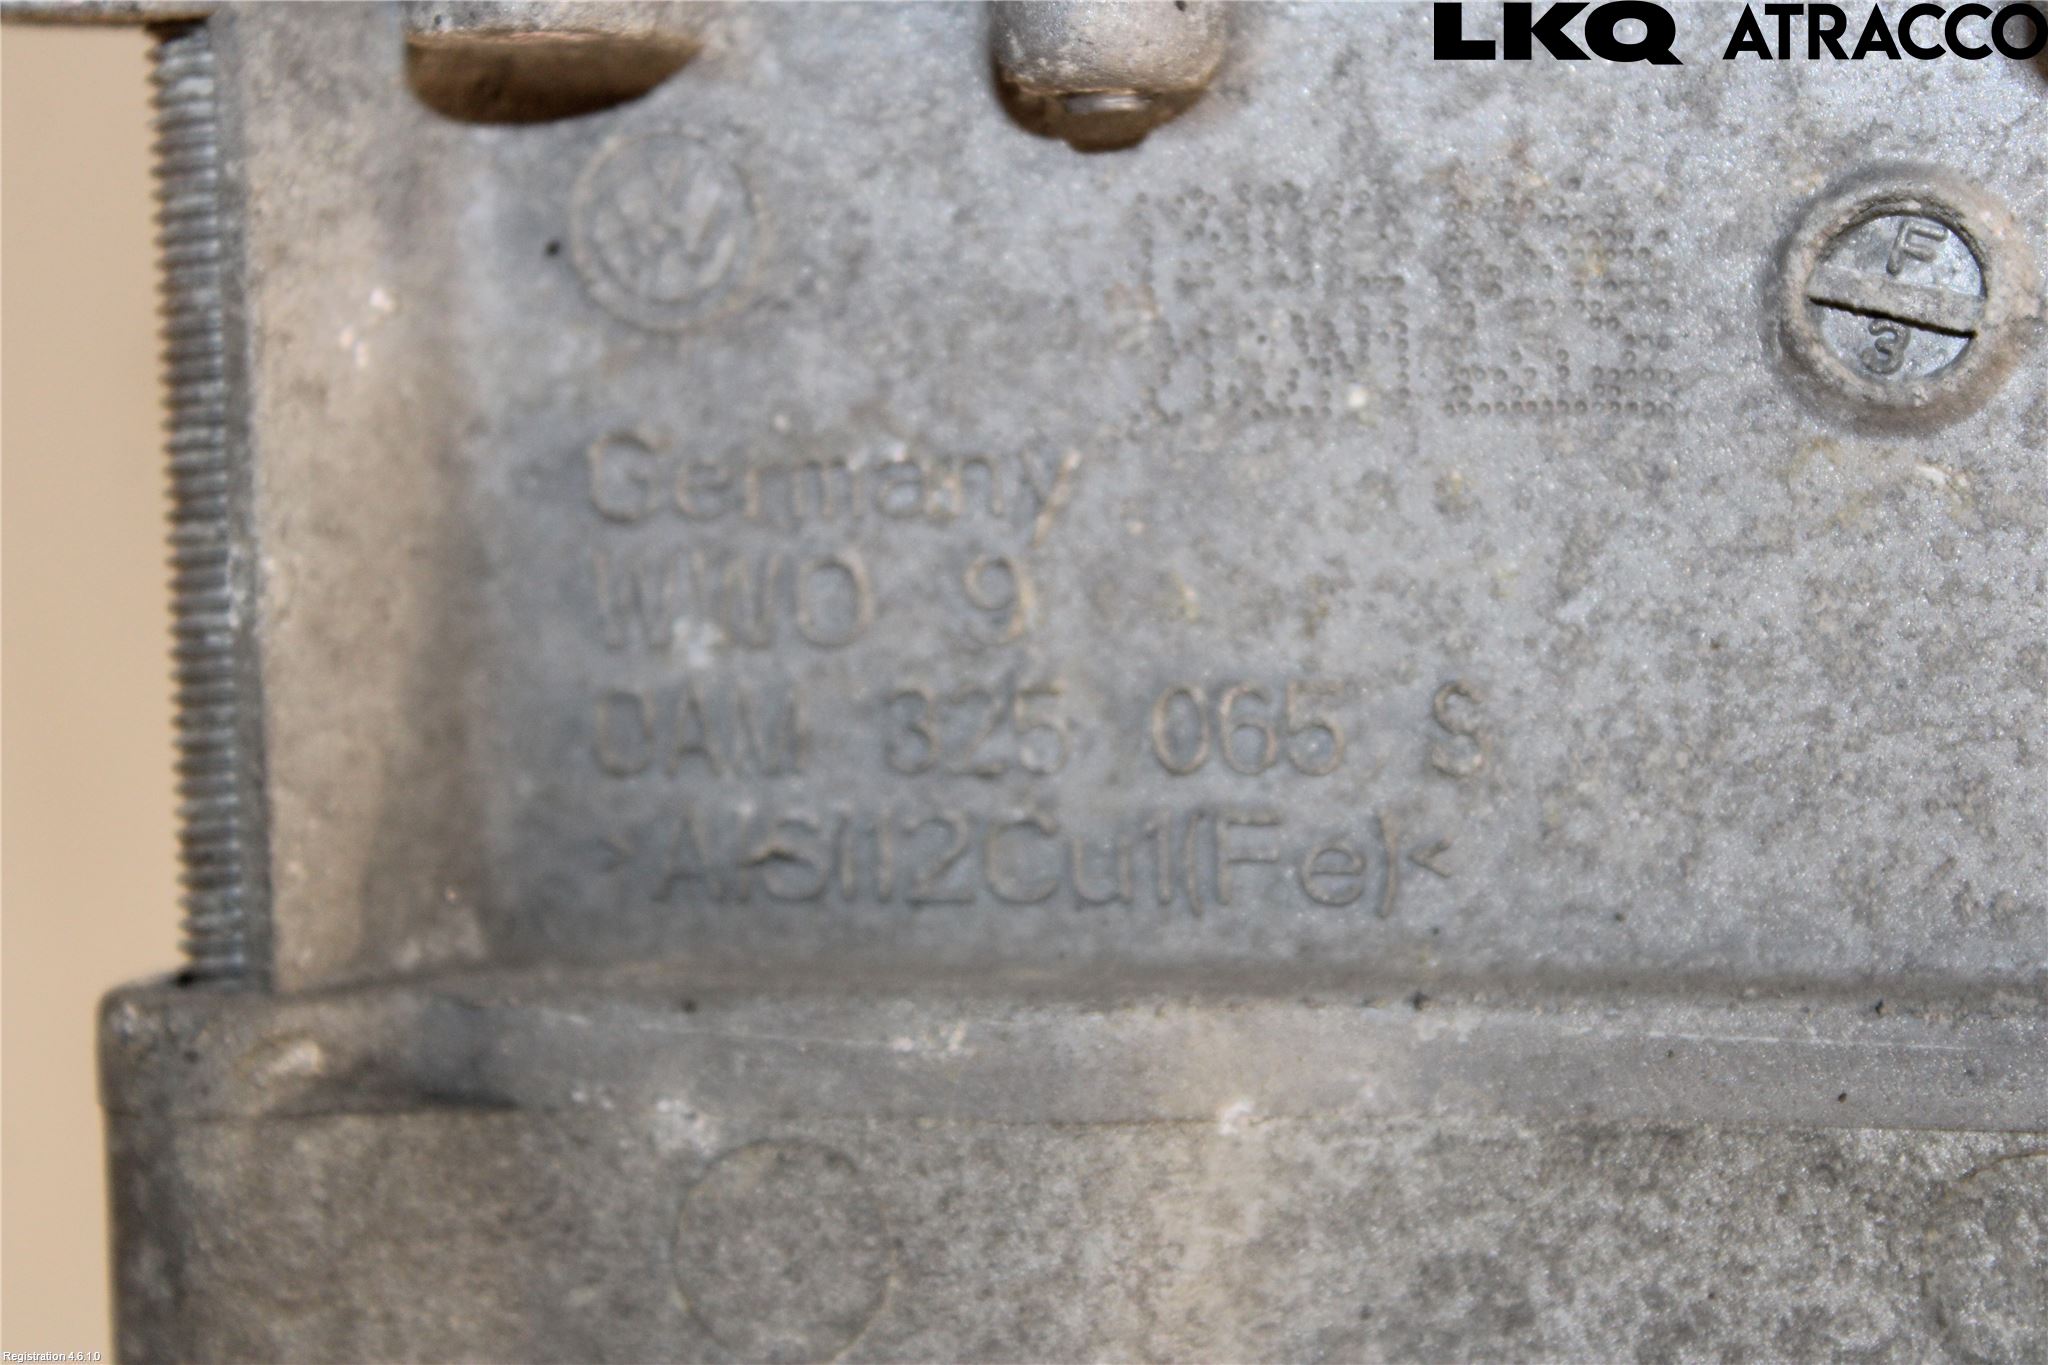 LKQ ATRACCO
F
3
Germany
WWO 9
0AM 325 065 S
>AlSi12Cu1(Fe)<
Registration 4.6.1.0